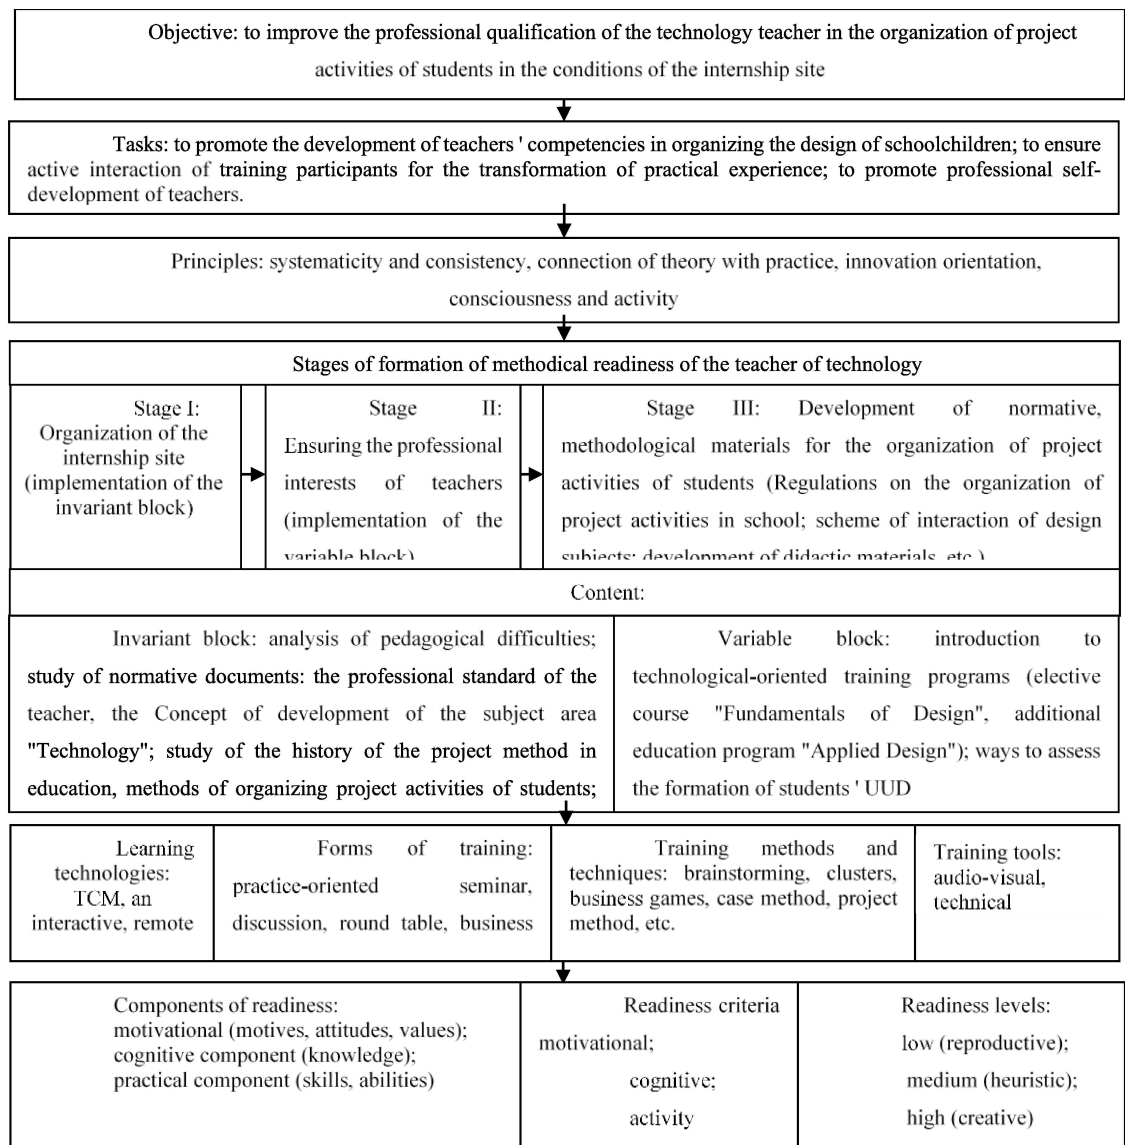 Objective: to improve the professional qualification of the technology teacher in the organization of project
activities of students in the conditions of the internship site
Tasks: to promote the development of teachers ' competencies in organizing the design of schoolchildren; to ensure
active interaction of training participants for the transformation of practical experience; to promote professional self-
development of teachers.
Principles: systematicity and consistency, connection of theory with practice, innovation orientation,
consciousness and activity
Stages of formation of methodical readiness of the teacher of technology
Stage I:
Organization of the
internship site
(implementation of the
invariant block)
Stage II:
Ensuring the professional
interests of teachers
(implementation of the
variable block)
Stage III: Development of normative,
methodological materials for the organization of project
activities of students (Regulations on the organization of
project activities in school; scheme of interaction of design
subjects; development of didactic materials, etc.)
Content:
Invariant block: analysis of pedagogical difficulties;
study of normative documents: the professional standard of the
teacher, the Concept of development of the subject area
"Technology"; study of the history of the project method in
education, methods of organizing project activities of students;
Variable block: introduction to
technological-oriented training programs (elective
course "Fundamentals of Design", additional
education program "Applied Design"); ways to assess
the formation of students ' UUD
Learning
technologies:
TCM, an
interactive, remote
Forms of training:
practice-oriented seminar,
discussion, round table, business
Training methods and
techniques: brainstorming, clusters,
business games, case method, project
method, etc.
Training tools:
audio-visual,
technical
Components of readiness:
motivational (motives, attitudes, values);
cognitive component (knowledge);
practical component (skills, abilities)
Readiness criteria
motivational;
cognitive;
activity
Readiness levels:
low (reproductive);
medium (heuristic);
high (creative)